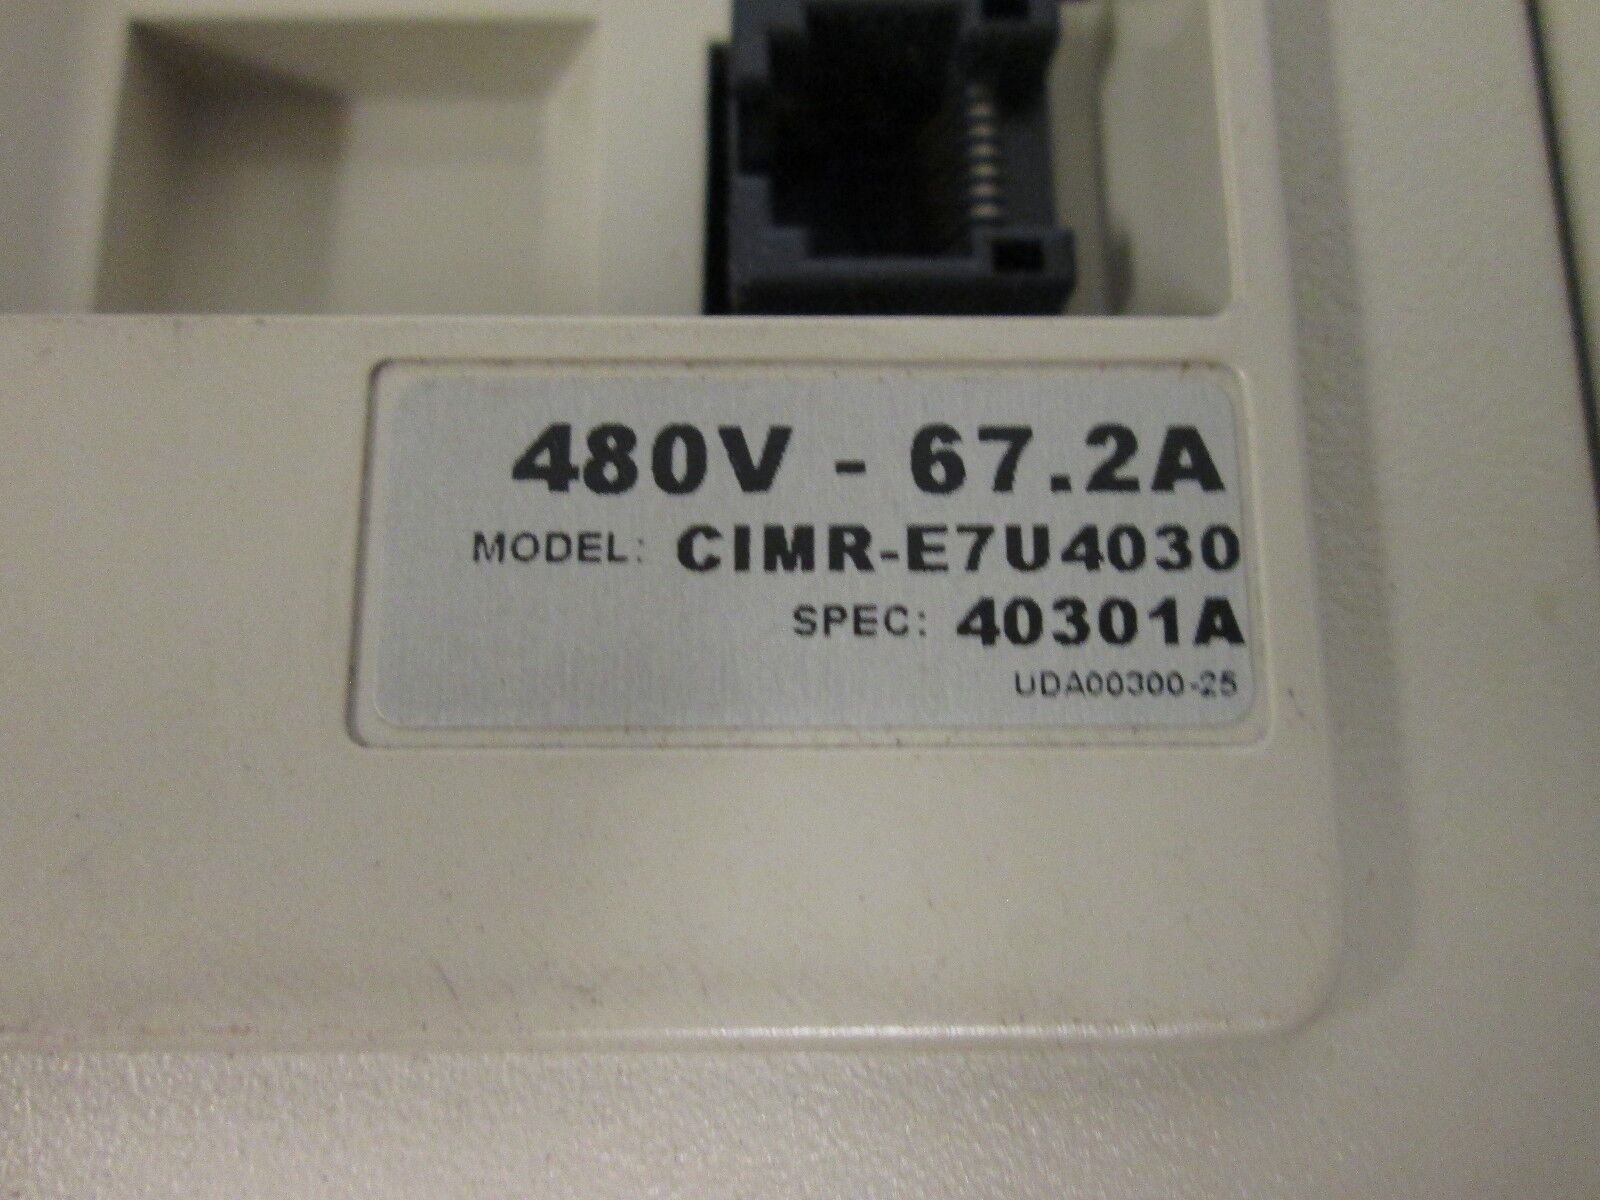 480V - 67.2A
MODEL: CIMR-E7U4030
SPEC: 40301A
UDA00300-25